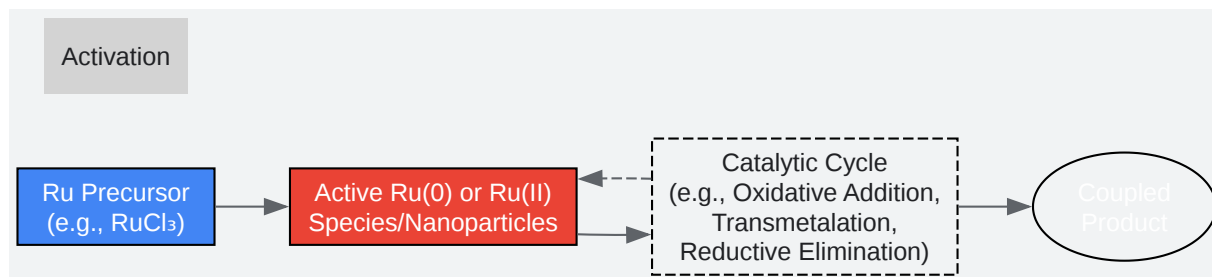 Activation
Ru Precursor
(e.g., RuCl₃)
Active Ru(0) or Ru(II)
Species/Nanoparticles
Catalytic Cycle
(e.g., Oxidative Addition,
Transmetalation,
Reductive Elimination)
Coupled
Product